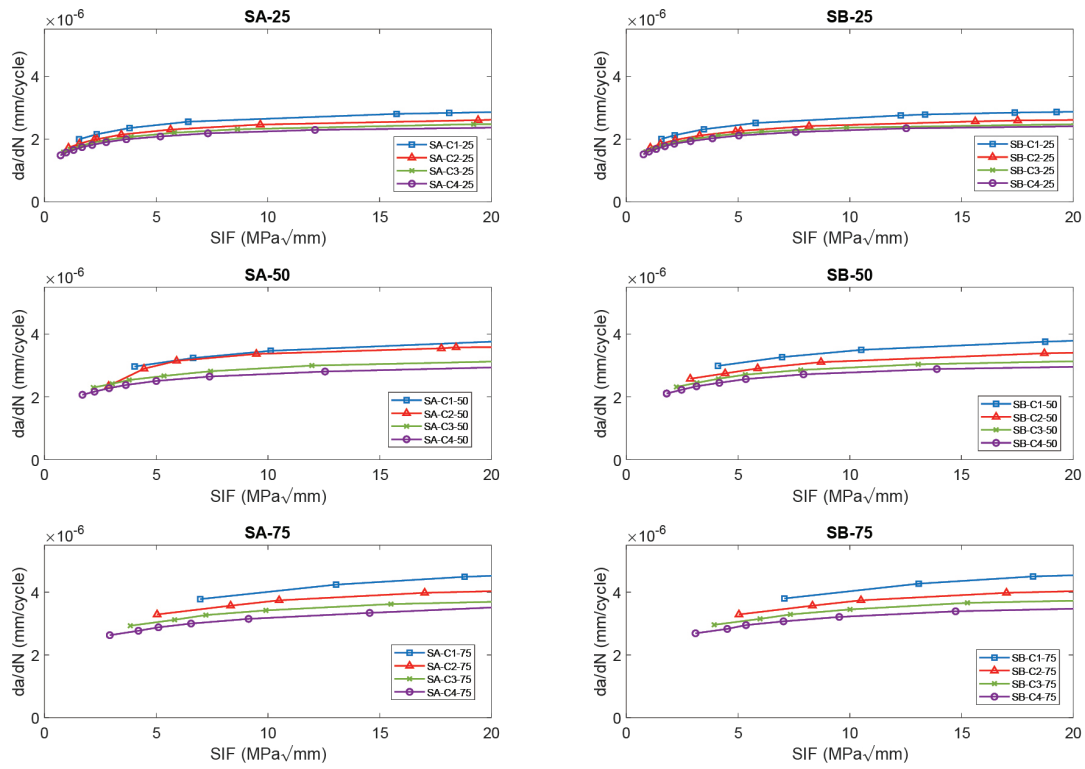 SA-25
×10-6
da/dN (mm/cycle)
4
2
0
0 5 10 15 20
SIF (MPa√mm)
SA-C1-25
SA-C2-25
SA-C3-25
SA-C4-25
SB-25
×10-6
da/dN (mm/cycle)
4
2
0
0 5 10 15 20
SIF (MPa√mm)
SB-C1-25
SB-C2-25
SB-C3-25
SB-C4-25
SA-50
×10-6
da/dN (mm/cycle)
4
2
0
0 5 10 15 20
SIF (MPa√mm)
SA-C1-50
SA-C2-50
SA-C3-50
SA-C4-50
SB-50
×10-6
da/dN (mm/cycle)
4
2
0
0 5 10 15 20
SIF (MPa√mm)
SB-C1-50
SB-C2-50
SB-C3-50
SB-C4-50
SA-75
×10-6
da/dN (mm/cycle)
4
2
0
0 5 10 15 20
SIF (MPa√mm)
SA-C1-75
SA-C2-75
SA-C3-75
SA-C4-75
SB-75
×10-6
da/dN (mm/cycle)
4
2
0
0 5 10 15 20
SIF (MPa√mm)
SB-C1-75
SB-C2-75
SB-C3-75
SB-C4-75